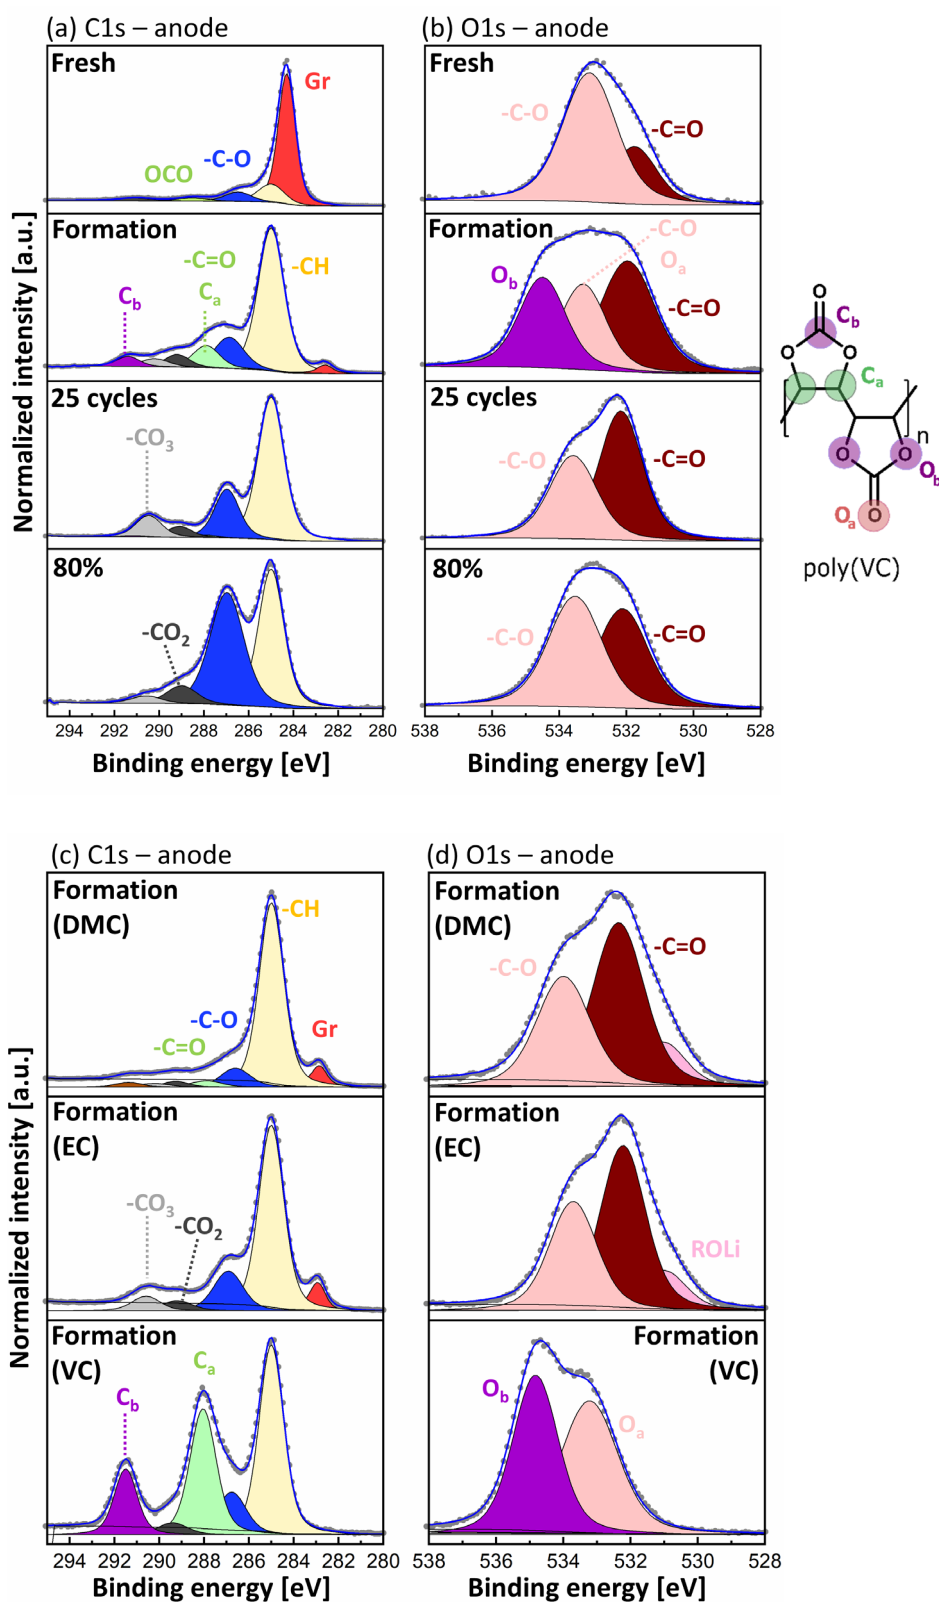 (a) C1s – anode
(b) O1s – anode
Fresh
Gr
-C-O
OCO
Fresh
-C-O
-C=O
Formation
-C=O
-CH
Cb
Ca
Formation
-C-O
Oa
Ob
-C=O
25 cycles
-CO3
25 cycles
-C-O
-C=O
80%
-CO2
80%
-C-O
-C=O
Normalized intensity [a.u.]
294 292 290 288 286 284 282 280
538 536 534 532 530 528
Binding energy [eV]
Binding energy [eV]
O
Cb
O
O
Ca
n
O
O
Ob
Oa
O
poly(VC)
(c) C1s – anode
(d) O1s – anode
Formation
(DMC)
-CH
-C-O
-C=O
Gr
Formation
(DMC)
-C-O
-C=O
Formation
(EC)
-CO3
-CO2
Formation
(EC)
ROLi
Formation
(VC)
Ca
Cb
Formation
(VC)
Ob
Oa
Normalized intensity [a.u.]
294 292 290 288 286 284 282 280
538 536 534 532 530 528
Binding energy [eV]
Binding energy [eV]